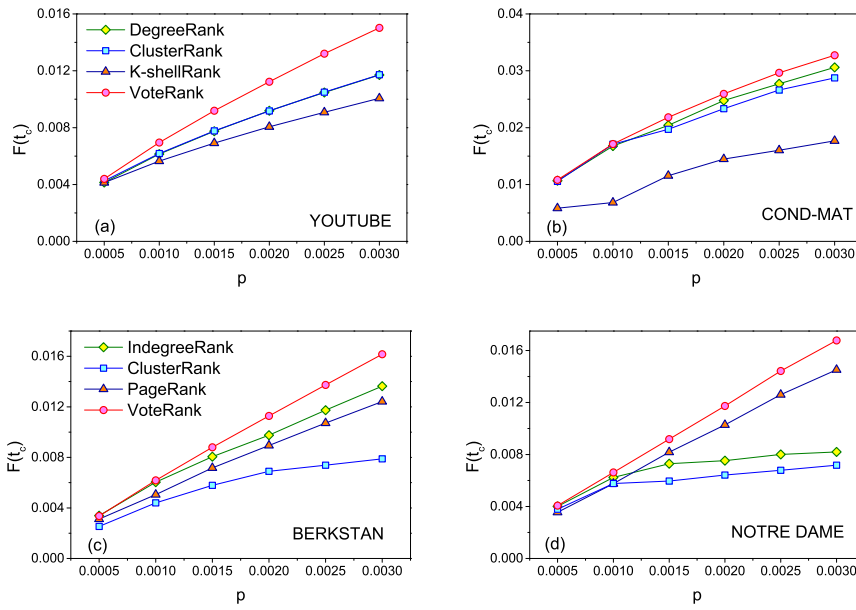 0.016
0.012
0.008
0.004
0.000
F(t_c)
DegreeRank
ClusterRank
K-shellRank
VoteRank
(a)
YOUTUBE
0.0005 0.0010 0.0015 0.0020 0.0025 0.0030
p
0.04
0.03
0.02
0.01
0.00
F(t_c)
(b)
COND-MAT
0.0005 0.0010 0.0015 0.0020 0.0025 0.0030
p
0.016
0.012
0.008
0.004
0.000
F(t_c)
IndegreeRank
ClusterRank
PageRank
VoteRank
(c)
BERKSTAN
0.0005 0.0010 0.0015 0.0020 0.0025 0.0030
p
0.016
0.012
0.008
0.004
0.000
F(t_c)
(d)
NOTRE DAME
0.0005 0.0010 0.0015 0.0020 0.0025 0.0030
p